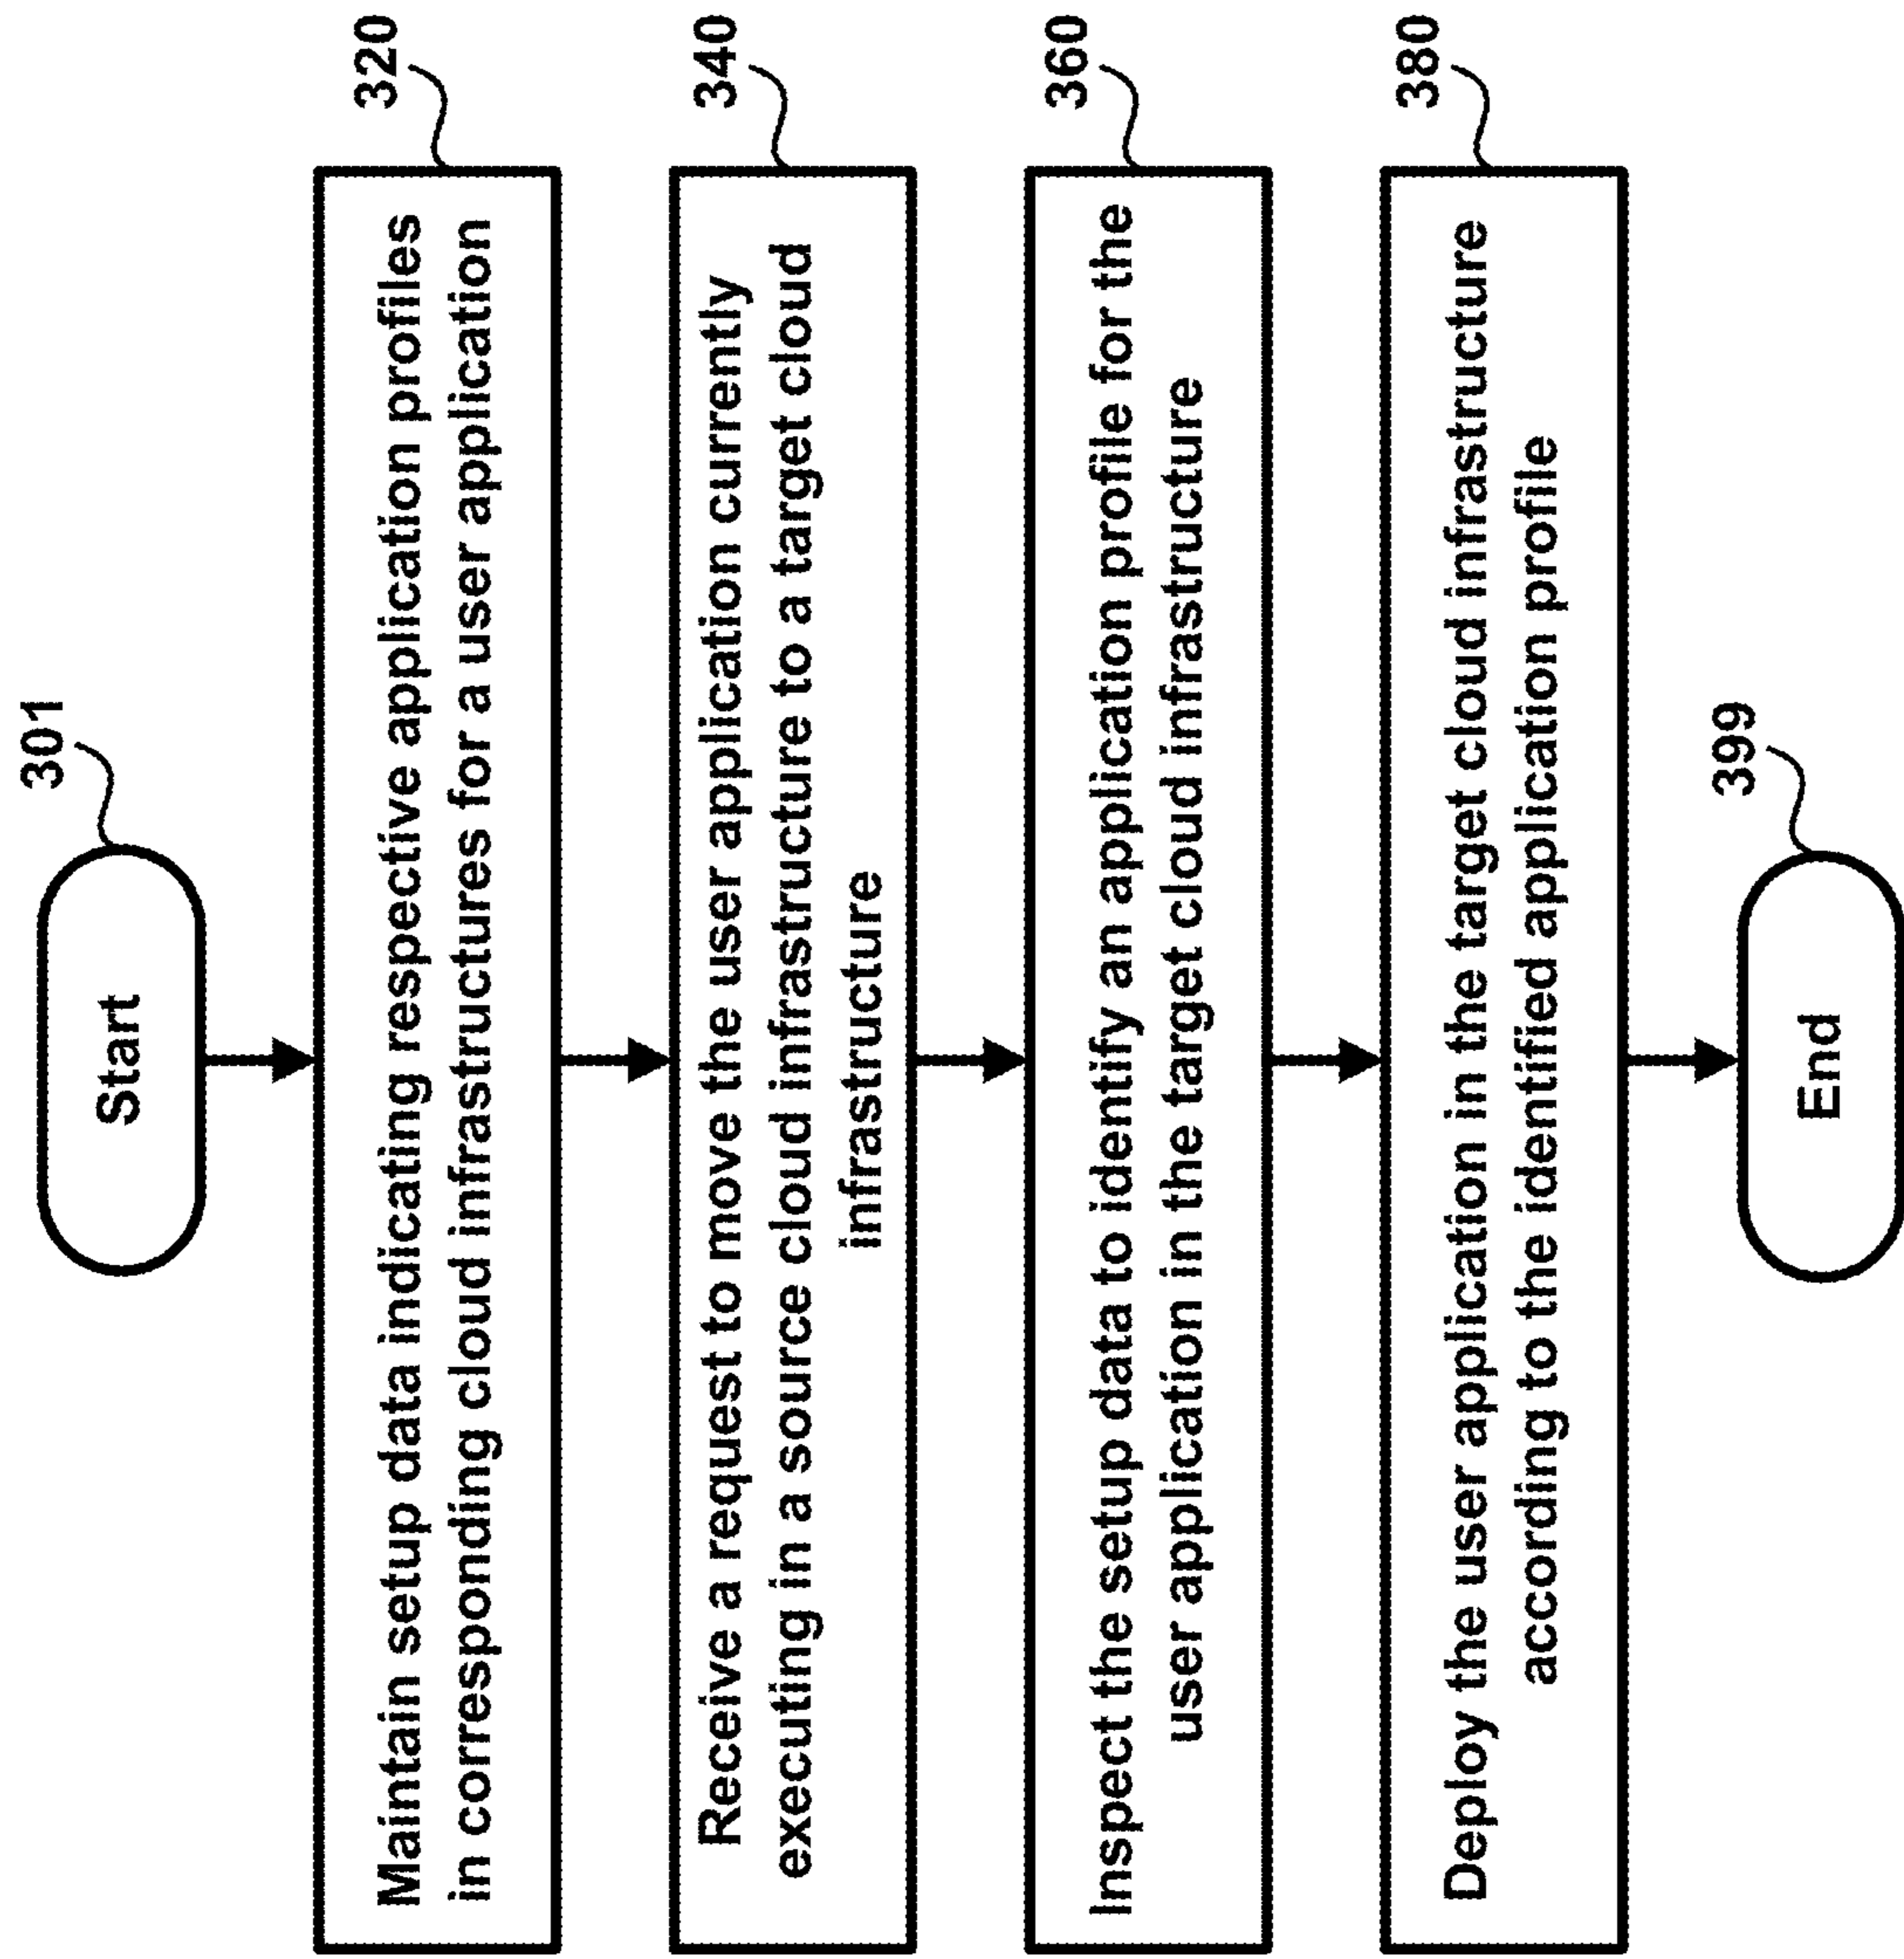 301
Start
320
Maintain setup data indicating respective application profiles
in corresponding cloud infrastructures for a user application
340
Receive a request to move the user application currently
executing in a source cloud infrastructure to a target cloud
infrastructure
360
Inspect the setup data to identify an application profile for the
user application in the target cloud infrastructure
380
Deploy the user application in the target cloud infrastructure
according to the identified application profile
399
End